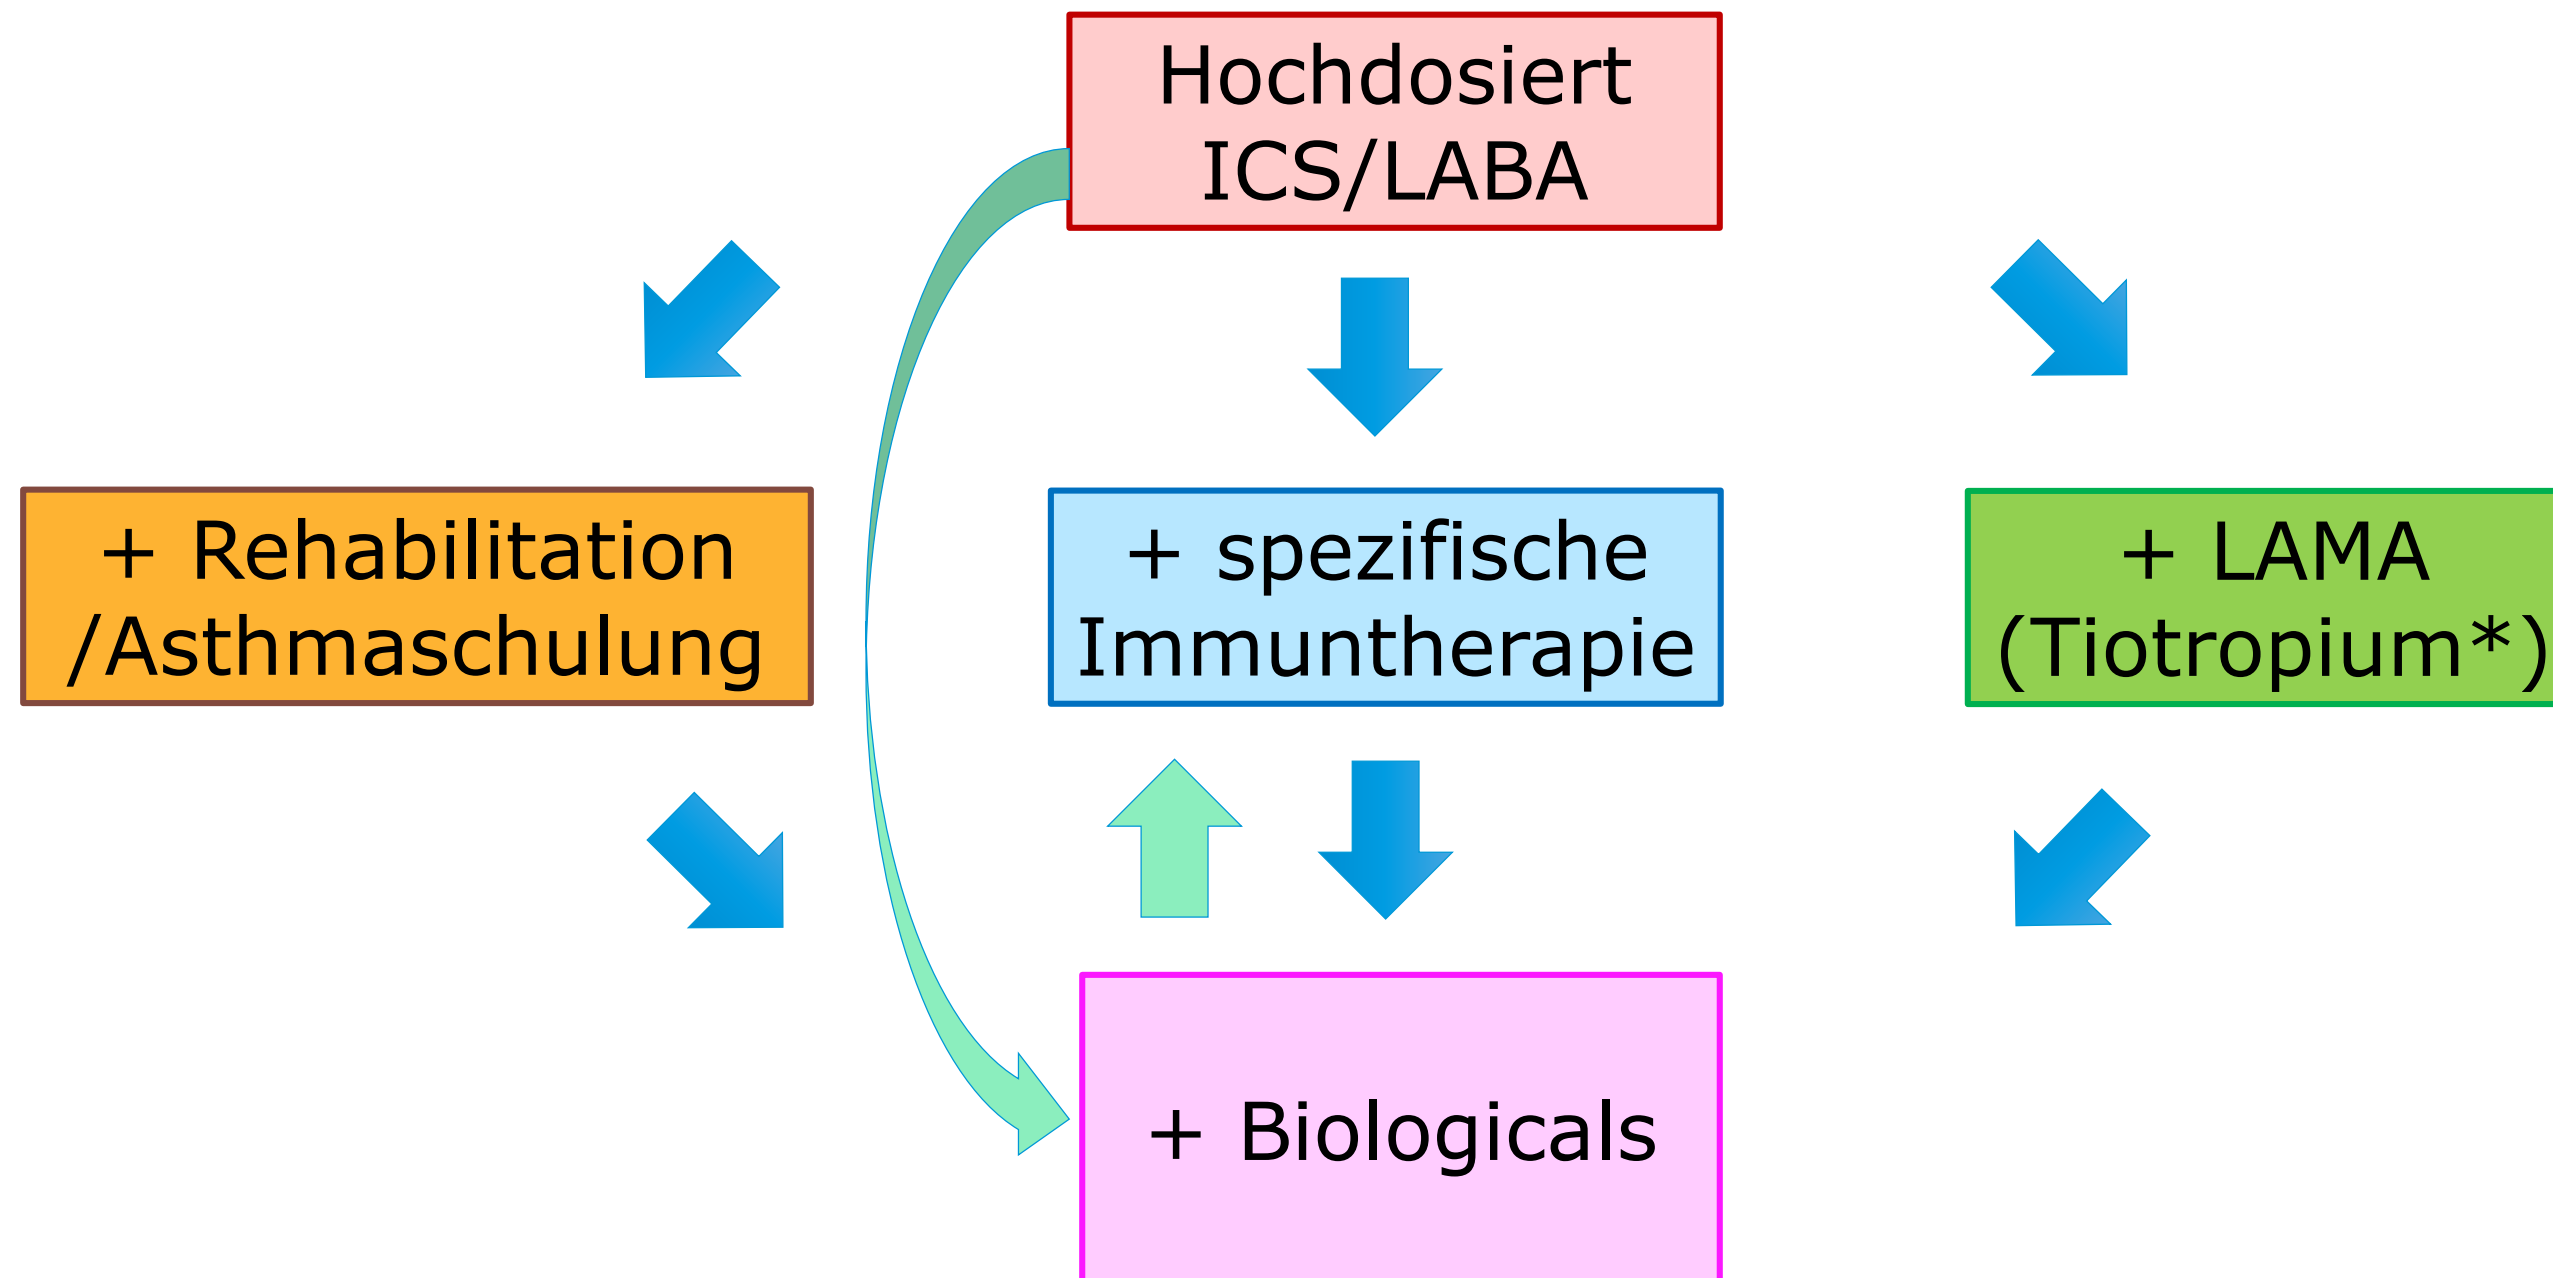 Hochdosiert
ICS/LABA
+ Rehabilitation
/Asthmaschulung
+ spezifische
Immuntherapie
+ LAMA
(Tiotropium*)
+ Biologicals